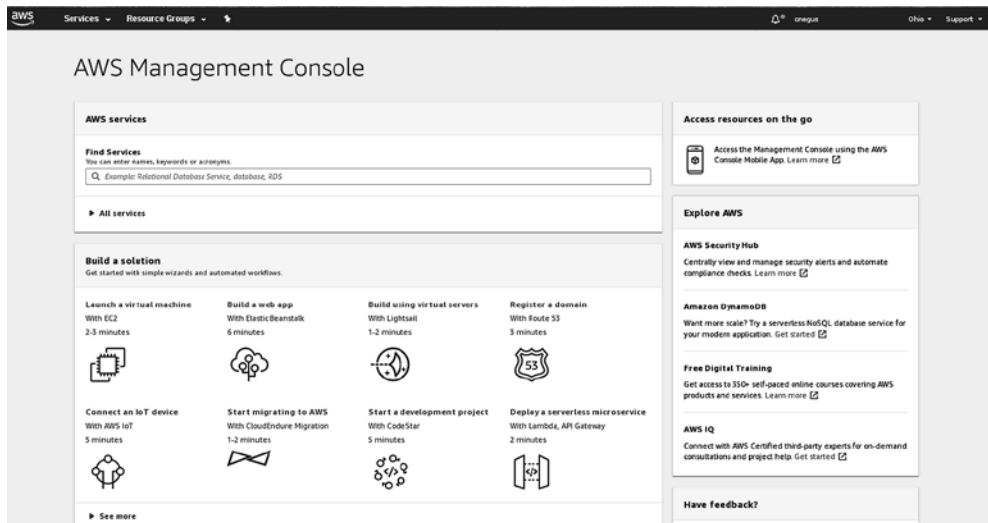 aws
Services
Resource Groups
onegus
Ohio
Support
AWS Management Console
AWS services
Find Services
You can enter names, keywords or acronyms.
Example: Relational Database Service, database, RDS
All services
Build a solution
Get started with simple wizards and automated workflows.
Launch a virtual machine
With EC2
2-3 minutes
Build a web app
With Elastic Beanstalk
6 minutes
Build using virtual servers
With Lightsail
1-2 minutes
Register a domain
With Route 53
3 minutes
53
Connect an IoT device
With AWS IoT
5 minutes
Start migrating to AWS
With CloudEndure Migration
1-2 minutes
Start a development project
With CodeStar
5 minutes
</>
Deploy a serverless microservice
With Lambda, API Gateway
2 minutes
</>
See more
Access resources on the go
Access the Management Console using the AWS
Console Mobile App. Learn more
Explore AWS
AWS Security Hub
Centrally view and manage security alerts and automate
compliance checks. Learn more
Amazon DynamoDB
Want more scale? Try a serverless NoSQL database service for
your modern application. Get started
Free Digital Training
Get access to 350+ self-paced online courses covering AWS
products and services. Learn more
AWS IQ
Connect with AWS Certified third-party experts for on-demand
consultations and project help. Get started
Have feedback?